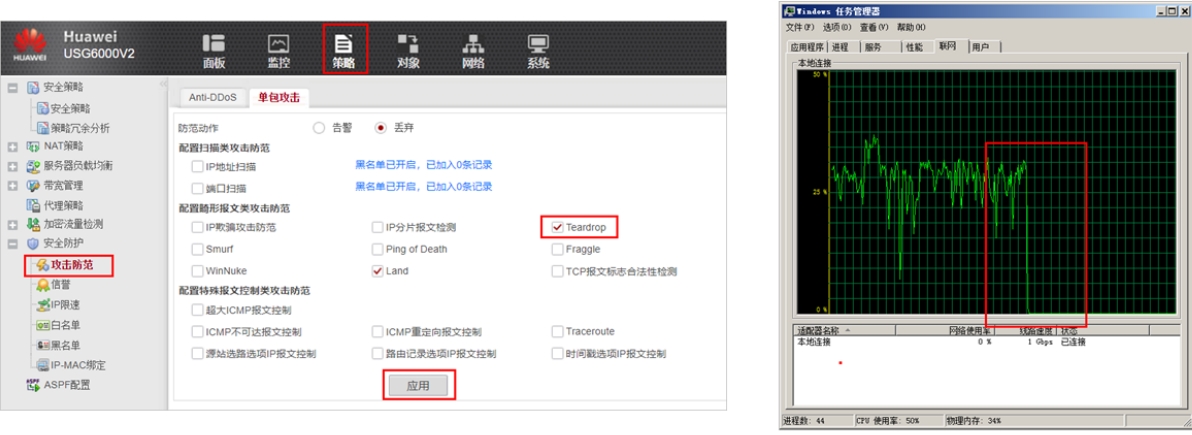 Huawei
USG6000V2
HUAWEI
面板
监控
策略
对象
网络
系统
安全策略
安全策略
策略冗余分析
NAT策略
服务器负载均衡
带宽管理
代理策略
加密流量检测
安全防护
攻击防范
信誉
IP限速
白名单
黑名单
IP-MAC绑定
ASPF配置
Anti-DDoS
单包攻击
防范动作 告警 丢弃
配置扫描类攻击防范
IP地址扫描 黑名单已开启，已加入0条记录
端口扫描 黑名单已开启，已加入0条记录
配置畸形报文类攻击防范
IP欺骗攻击防范 IP分片报文检测 Teardrop
Smurf Ping of Death Fraggle
WinNuke Land TCP报文标志合法性检测
配置特殊报文控制类攻击防范
超大ICMP报文控制
ICMP不可达报文控制 ICMP重定向报文控制 Traceroute
源站选路选项IP报文控制 路由记录选项IP报文控制 时间戳选项IP报文控制
应用
Windows 任务管理器
文件(F) 选项(O) 查看(V) 帮助(H)
应用程序 进程 服务 性能 联网 用户
本地连接
50 %
25 %
0 %
适配器名称 网络使用率 线路速度 状态
本地连接 0 % 1 Gbps 已连接
进程数: 44 CPU 使用率: 50% 物理内存: 34%